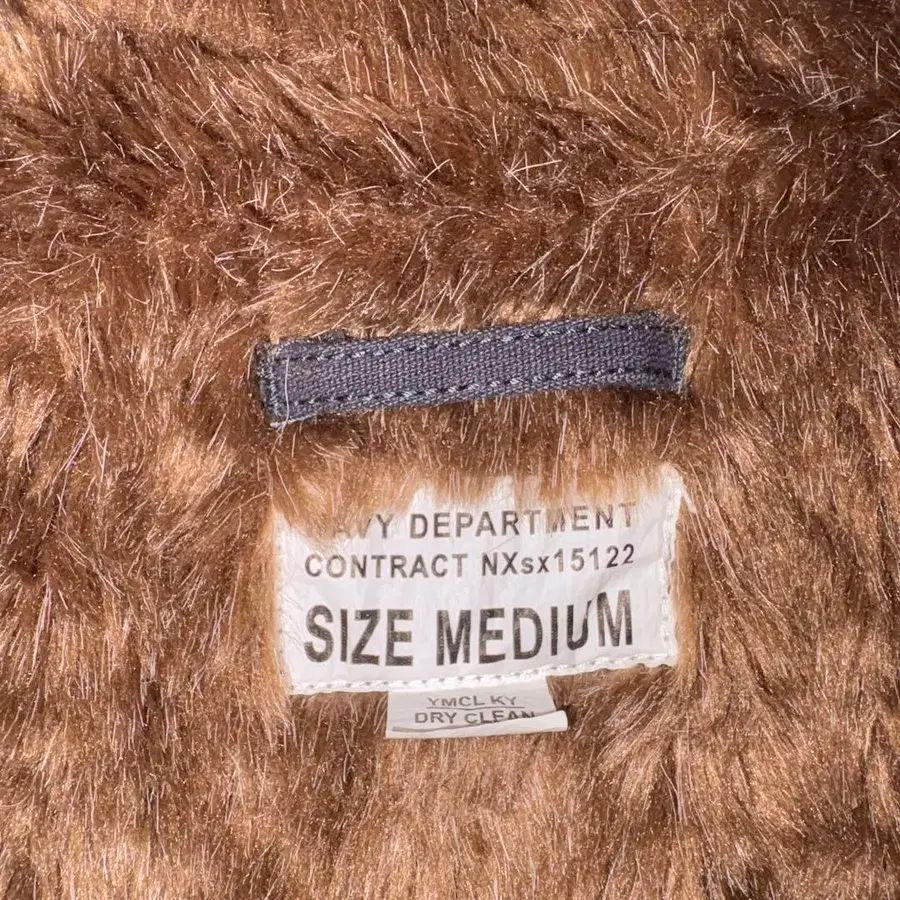 NAVY DEPARTMENT
CONTRACT NXsx15122
SIZE MEDIUM
YMCL KY
DRY CLEAN